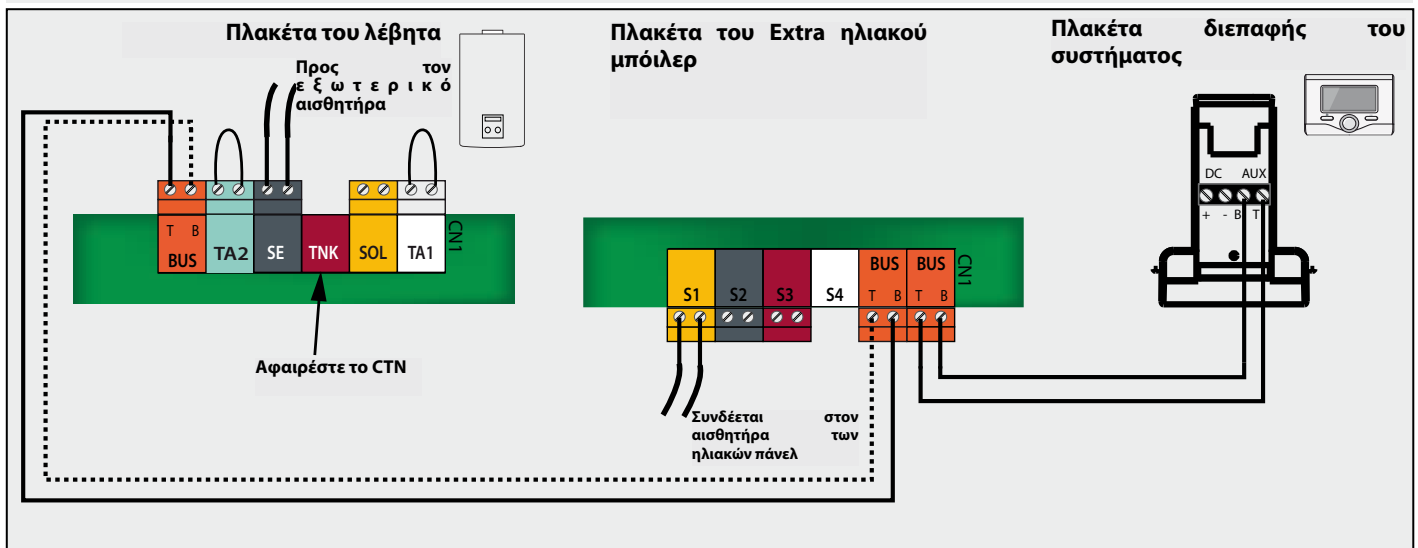 Πλακέτα του λέβητα
Προς τον
εξωτερικό
αισθητήρα
T B
BUS
TA2
SE
TNK
SOL
TA1
CN1
Αφαιρέστε το CTN
Πλακέτα του Extra ηλιακού
μπόιλερ
S1
S2
S3
S4
BUS
BUS
T B
T B
CN1
Συνδέεται στον
αισθητήρα των
ηλιακών πάνελ
Πλακέτα διεπαφής του
συστήματος
DC AUX
+ - B T